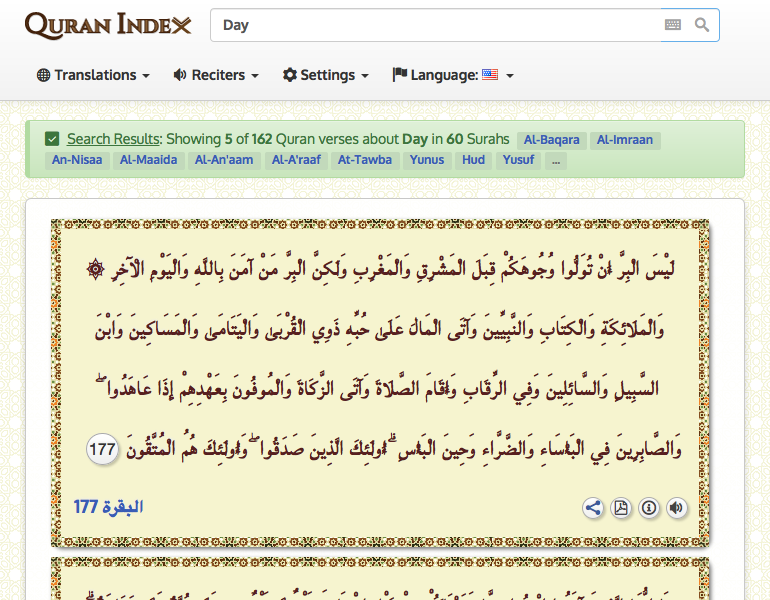 QURAN INDEX
Day
Translations
Reciters
Settings
Language:
Search Results: Showing 5 of 162 Quran verses about Day in 60 Surahs Al-Baqara Al-Imraan
An-Nisaa Al-Maaida Al-An'aam Al-A'raaf At-Tawba Yunus Hud Yusuf ...
لَيْسَ الْبِرَّ أَنْ تُوَلُّوا وُجُوهَكُمْ قِبَلَ الْمَشْرِقِ وَالْمَغْرِبِ وَلَٰكِنَّ الْبِرَّ مَنْ آمَنَ بِاللَّهِ وَالْيَوْمِ الْآخِرِ ۞
وَالْمَلَائِكَةِ وَالْكِتَابِ وَالنَّبِيِّينَ وَآتَى الْمَالَ عَلَىٰ حُبِّهِ ذَوِي الْقُرْبَىٰ وَالْيَتَامَىٰ وَالْمَسَاكِينَ وَابْنَ
السَّبِيلِ وَالسَّائِلِينَ وَفِي الرِّقَابِ وَأَقَامَ الصَّلَاةَ وَآتَى الزَّكَاةَ وَالْمُوفُونَ بِعَهْدِهِمْ إِذَا عَاهَدُوا ۖ
وَالصَّابِرِينَ فِي الْبَأْسَاءِ وَالضَّرَّاءِ وَحِينَ الْبَأْسِ ۗ أُولَٰئِكَ الَّذِينَ صَدَقُوا ۖ وَأُولَٰئِكَ هُمُ الْمُتَّقُونَ 177
البقرة 177